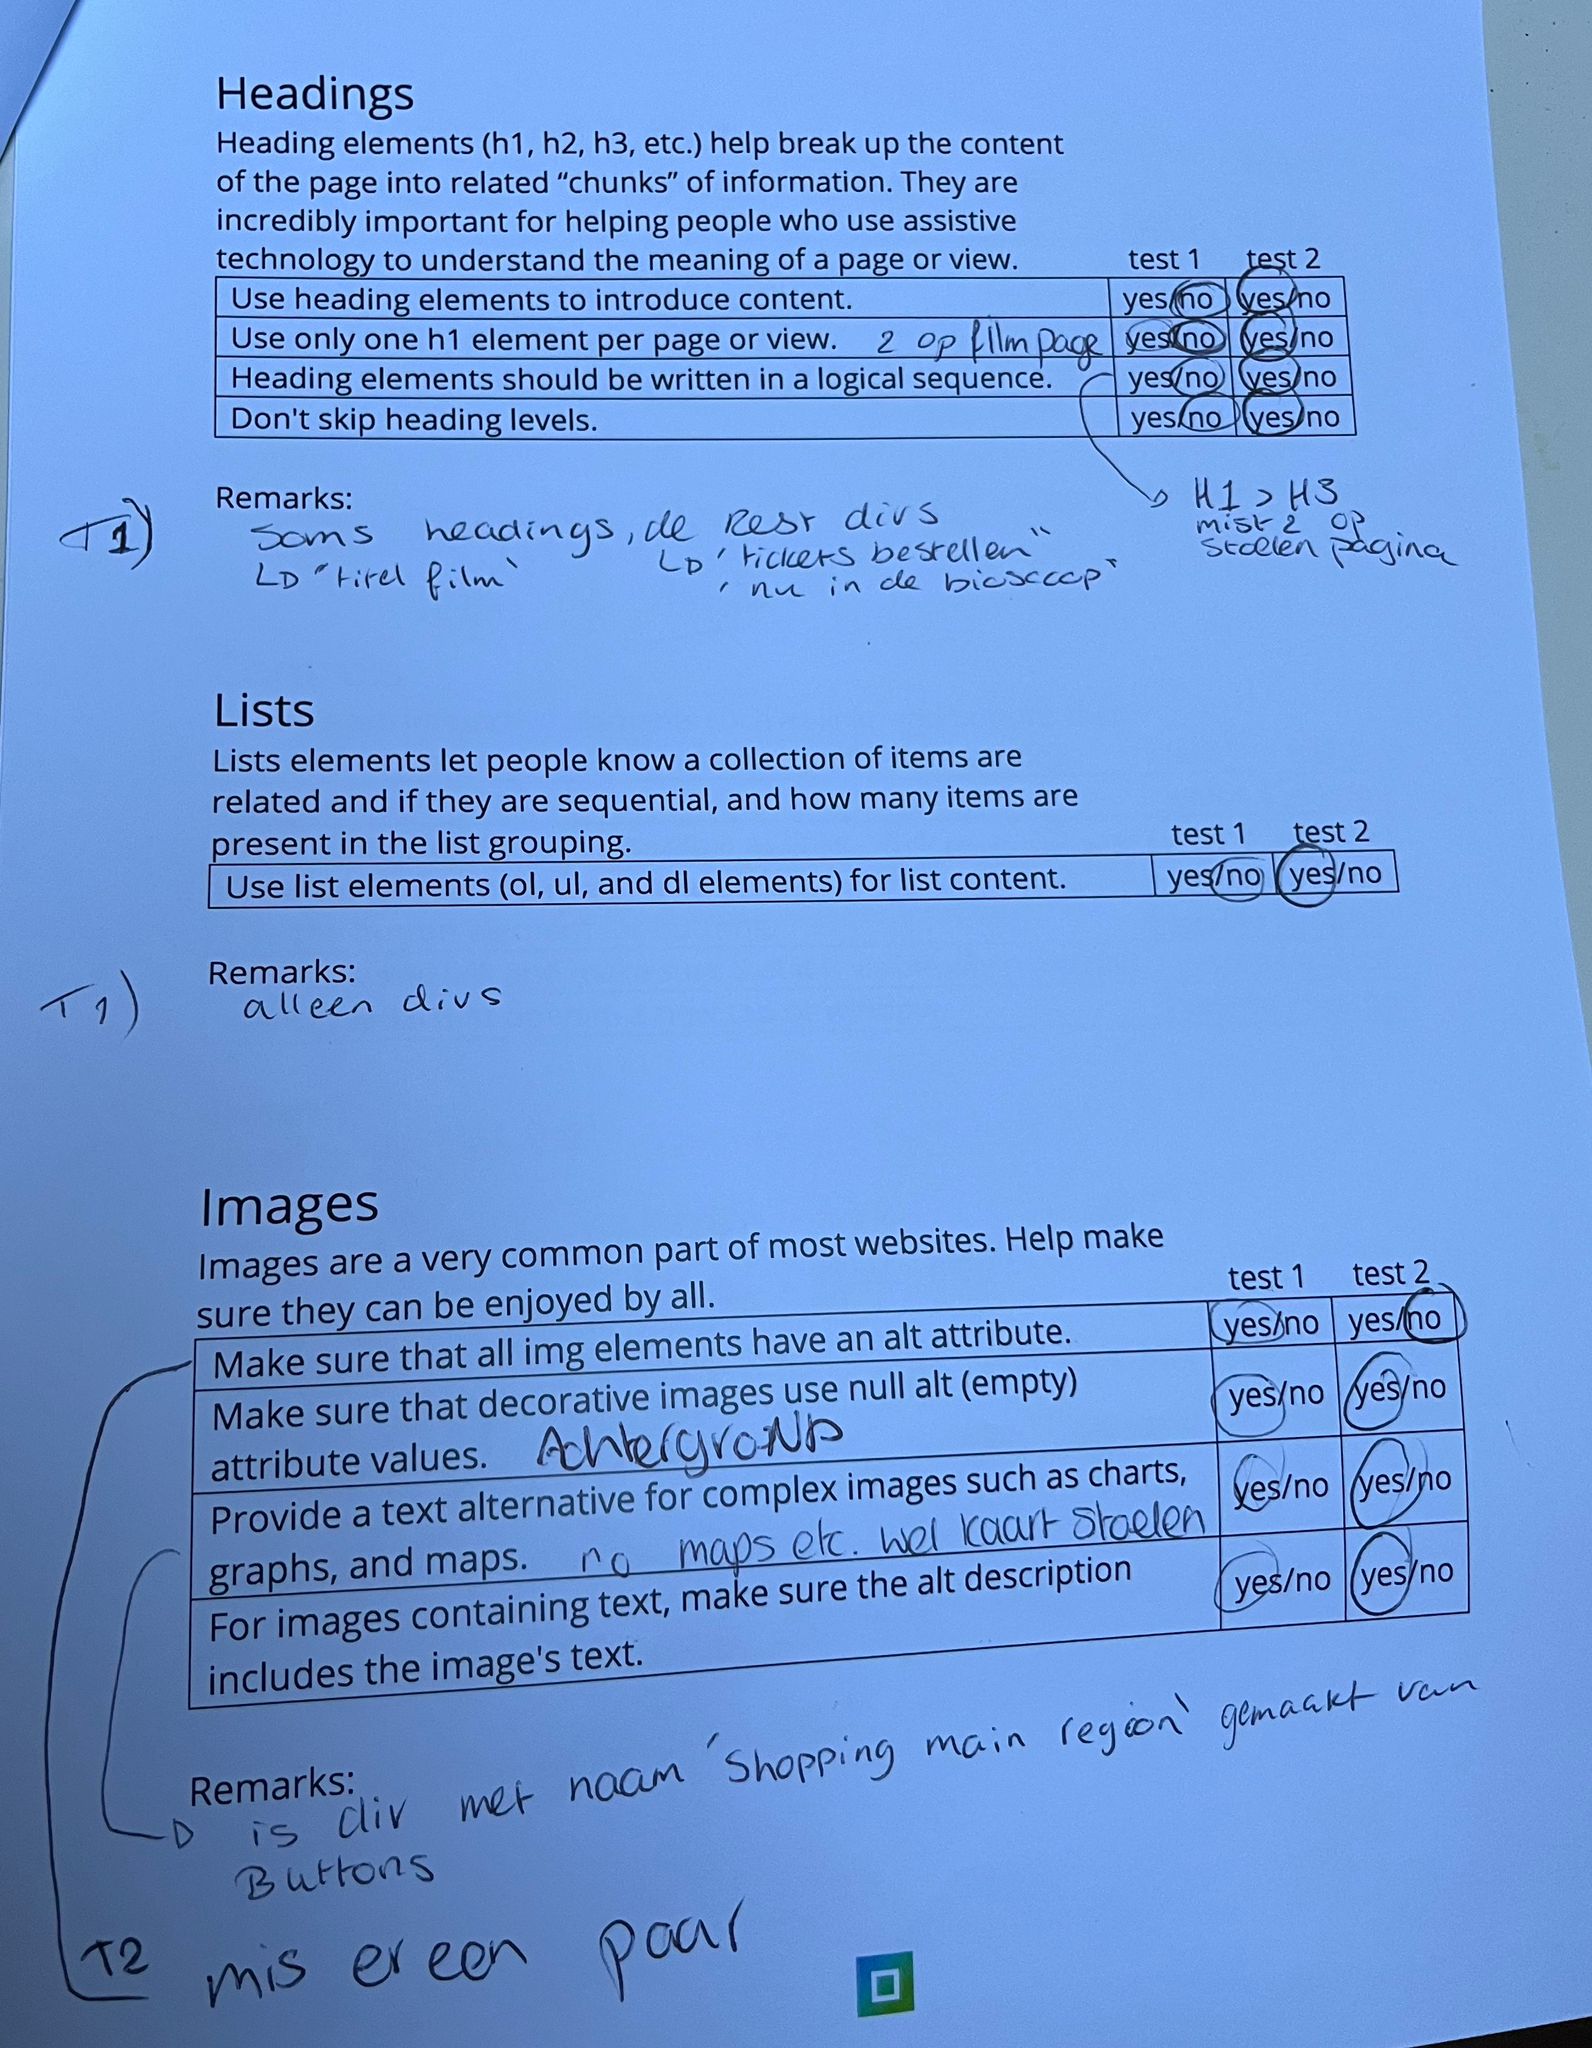 Headings
Heading elements (h1, h2, h3, etc.) help break up the content
of the page into related “chunks” of information. They are
incredibly important for helping people who use assistive
technology to understand the meaning of a page or view. test 1 test 2
Use heading elements to introduce content. yes/no yes/no
Use only one h1 element per page or view. 2 op film page yes/no yes/no
Heading elements should be written in a logical sequence. yes/no yes/no
Don't skip heading levels. yes/no yes/no
H1 > H3
mist 2 op
stoelen pagina
Remarks:
T1) Soms headings, de Rest divs
"titel film" 'tickets bestellen"
'nu in de bioscoop"
Lists
Lists elements let people know a collection of items are
related and if they are sequential, and how many items are
present in the list grouping. test 1 test 2
Use list elements (ol, ul, and dl elements) for list content. yes/no yes/no
Remarks:
T1) alleen divs
Images
Images are a very common part of most websites. Help make
sure they can be enjoyed by all. test 1 test 2
Make sure that all img elements have an alt attribute. yes/no yes/no
Make sure that decorative images use null alt (empty)
attribute values. AchtergroND yes/no yes/no
Provide a text alternative for complex images such as charts,
graphs, and maps. no maps etc. wel kaart stoelen yes/no yes/no
For images containing text, make sure the alt description
includes the image's text. yes/no yes/no
Remarks:
is div met naam 'Shopping main region' gemaakt van
Buttons
T2 mis er een paar